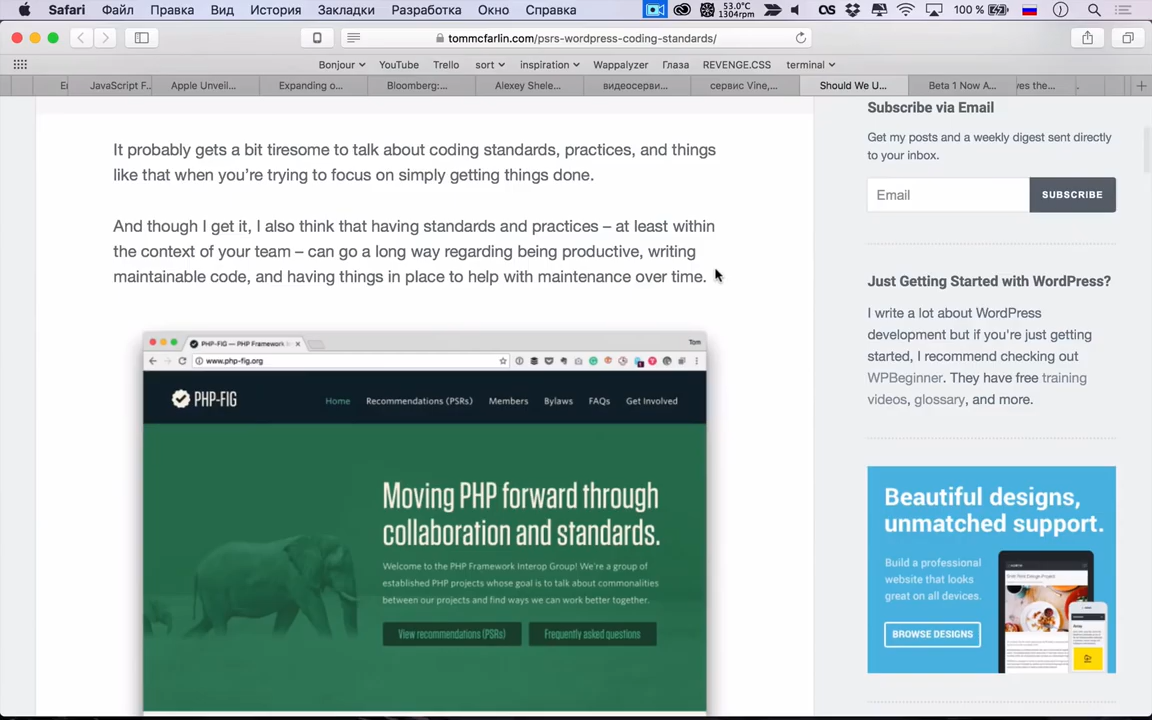 Safari Файл Правка Вид История Закладки Разработка Окно Справка
53.0°C
1304rpm
100 %
tommcfarlin.com/psrs-wordpress-coding-standards/
Bonjour YouTube Trello sort inspiration Wappalyzer Глаза REVENGE.CSS terminal
JavaScript F... Apple Unveil... Expanding o... Bloomberg:... Alexey Shele... видеосерви... сервис Vine,... Should We U... Beta 1 Now A...
It probably gets a bit tiresome to talk about coding standards, practices, and things
like that when you’re trying to focus on simply getting things done.
And though I get it, I also think that having standards and practices – at least within
the context of your team – can go a long way regarding being productive, writing
maintainable code, and having things in place to help with maintenance over time.
PHP-FIG — PHP Framework
Tom
www.php-fig.org
PHP-FIG
Home Recommendations (PSRs) Members Bylaws FAQs Get Involved
Moving PHP forward through
collaboration and standards.
Welcome to the PHP Framework Interop Group! We're a group of
established PHP projects whose goal is to talk about commonalities
between our projects and find ways we can work better together.
View recommendations (PSRs) Frequently asked questions
Subscribe via Email
Get my posts and a weekly digest sent directly
to your inbox.
Email SUBSCRIBE
Just Getting Started with WordPress?
I write a lot about WordPress
development but if you're just getting
started, I recommend checking out
WPBeginner. They have free training
videos, glossary, and more.
Beautiful designs,
unmatched support.
Build a professional
website that looks
great on all devices.
BROWSE DESIGNS